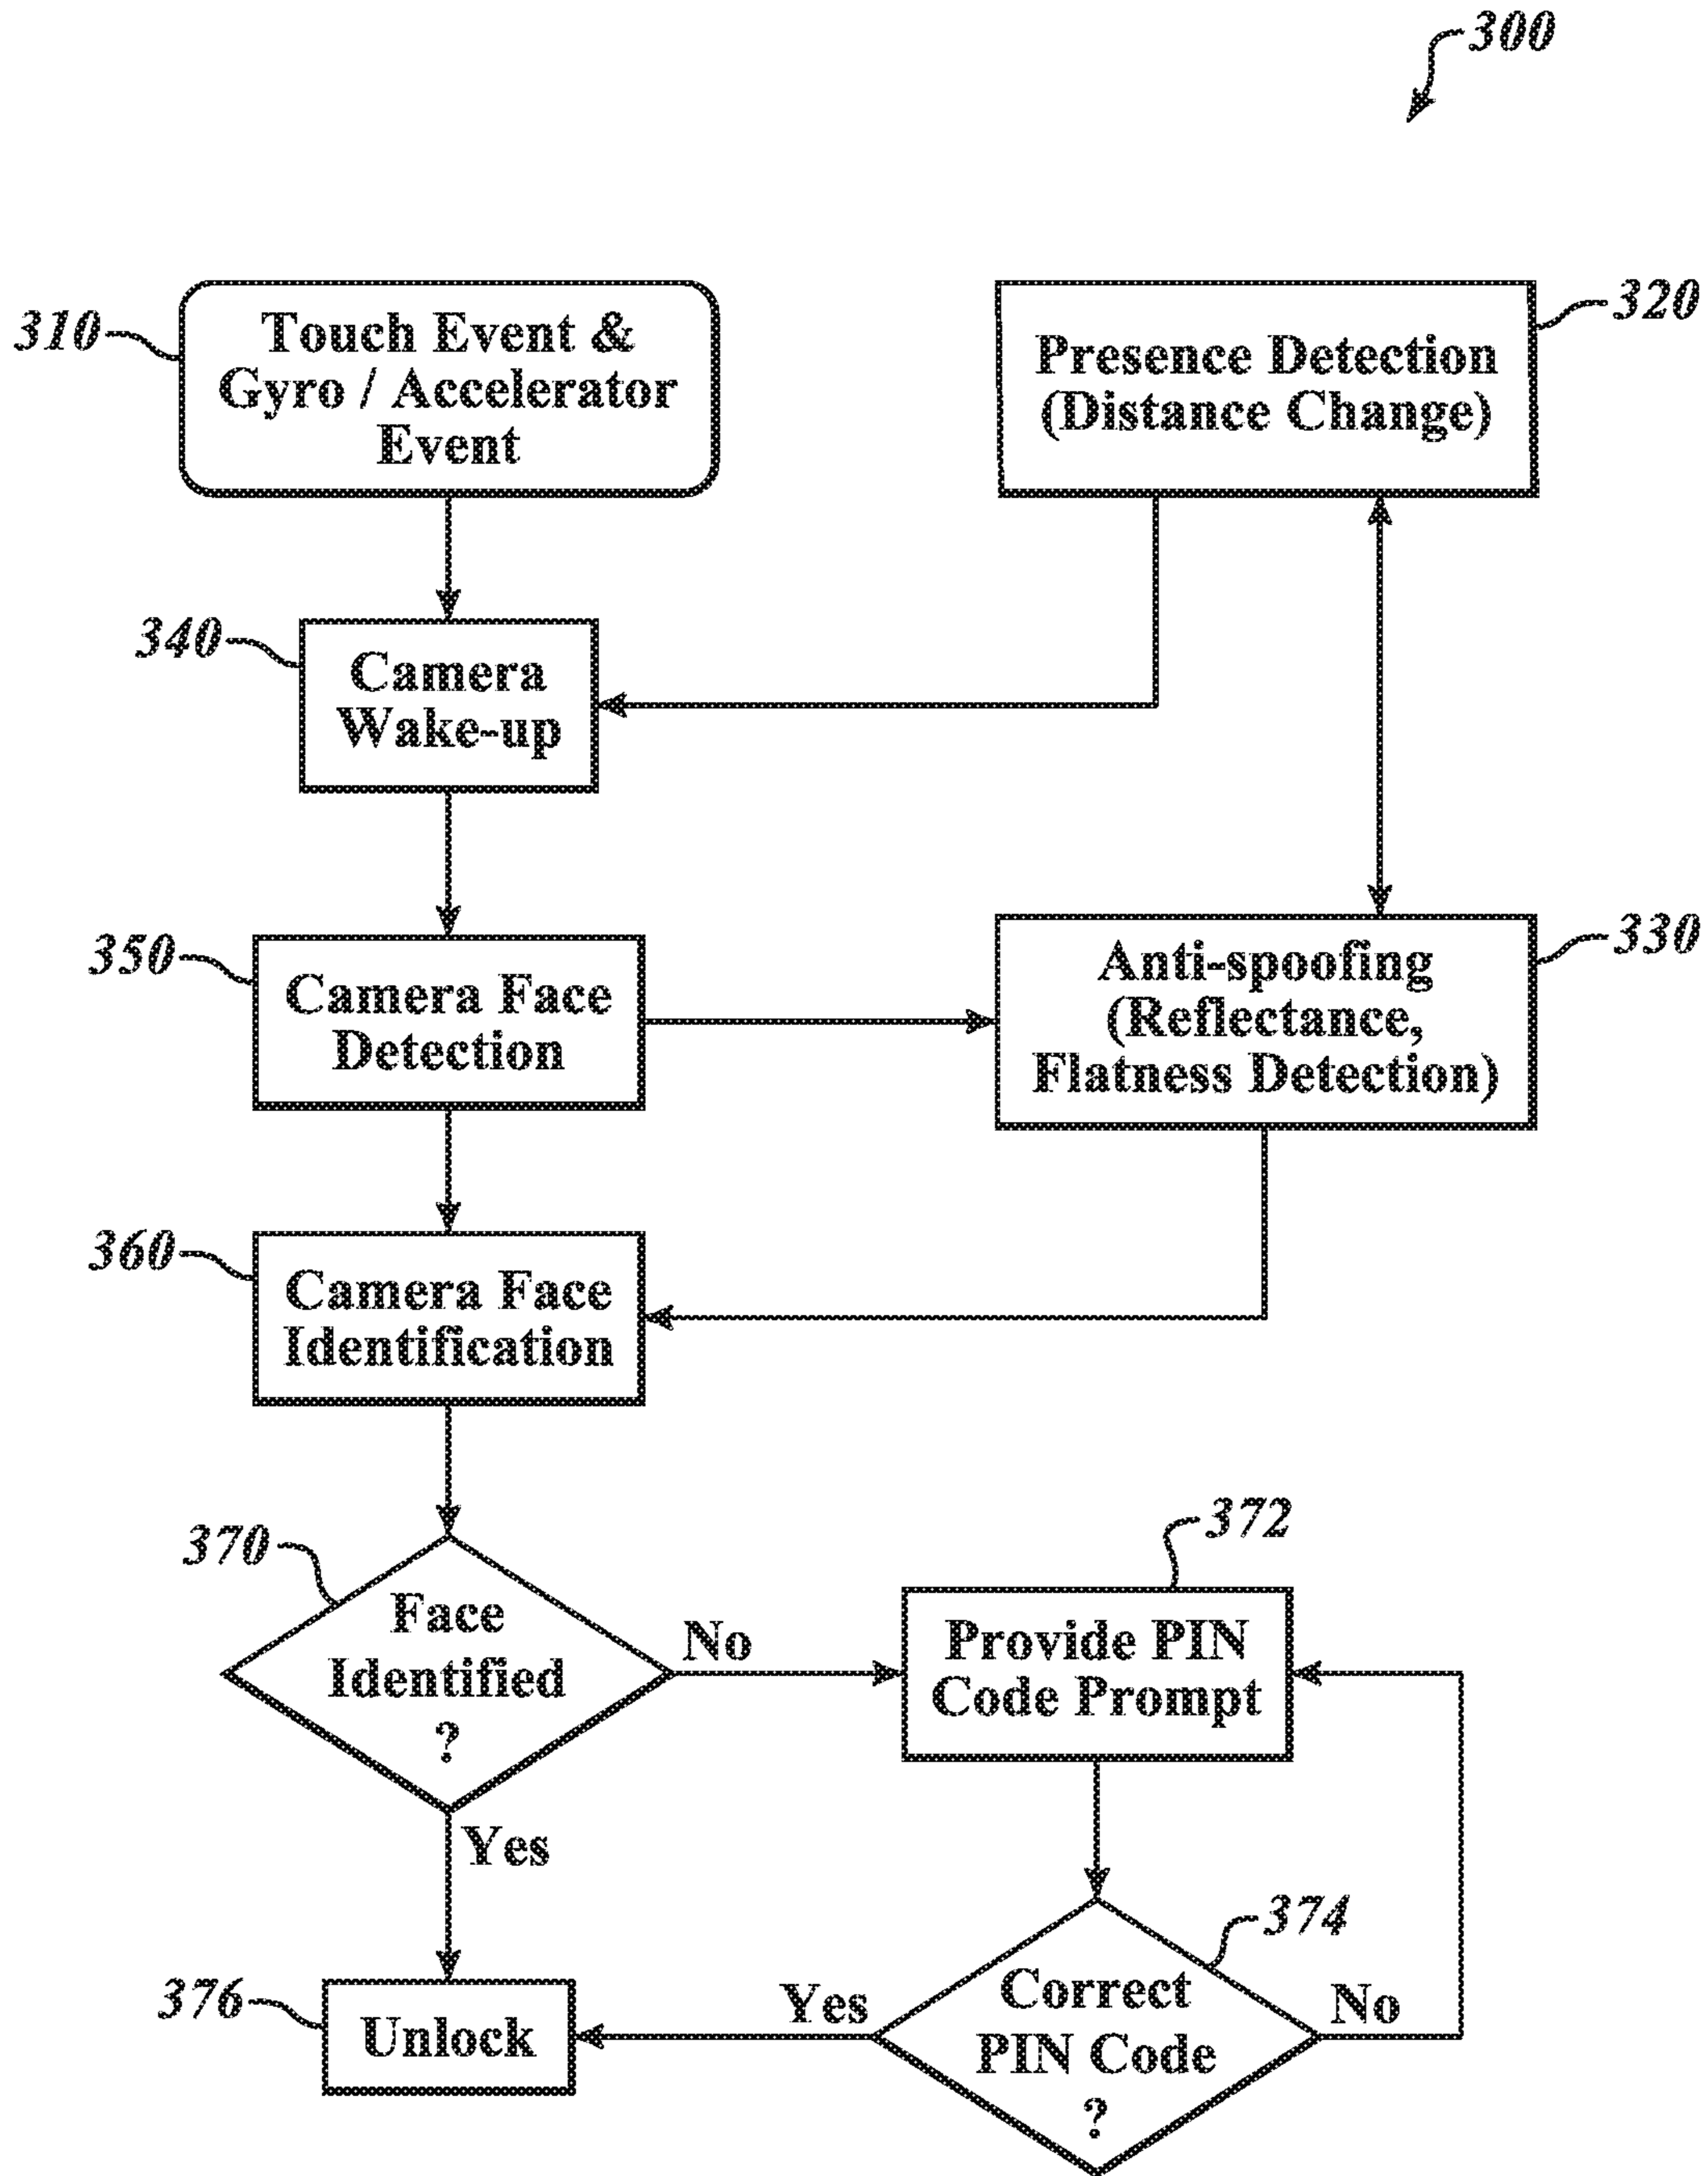 300
310
Touch Event &
Gyro / Accelerator
Event
320
Presence Detection
(Distance Change)
340
Camera
Wake-up
350
Camera Face
Detection
330
Anti-spoofing
(Reflectance,
Flatness Detection)
360
Camera Face
Identification
370
Face
Identified
?
No
Yes
372
Provide PIN
Code Prompt
374
Correct
PIN Code
?
Yes
No
376
Unlock